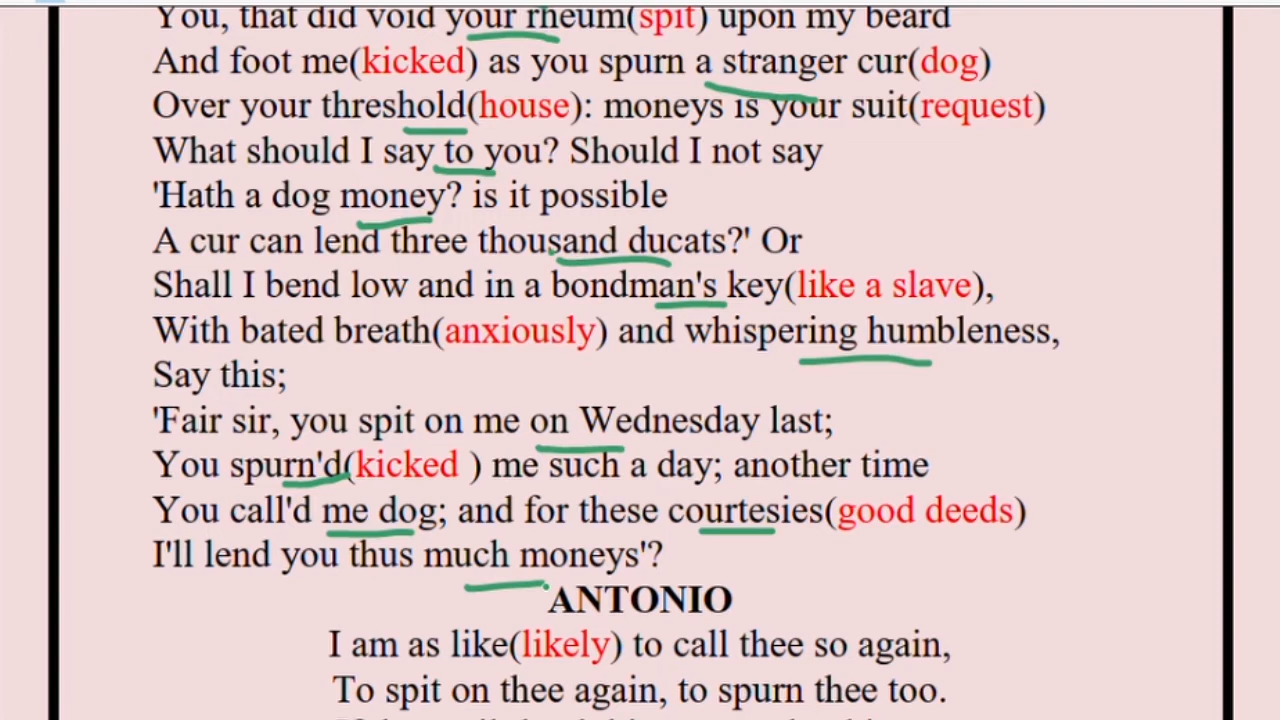 You, that did void your rheum(spit) upon my beard
And foot me(kicked) as you spurn a stranger cur(dog)
Over your threshold(house): moneys is your suit(request)
What should I say to you? Should I not say
'Hath a dog money? is it possible
A cur can lend three thousand ducats?' Or
Shall I bend low and in a bondman's key(like a slave),
With bated breath(anxiously) and whispering humbleness,
Say this;
'Fair sir, you spit on me on Wednesday last;
You spurn'd(kicked ) me such a day; another time
You call'd me dog; and for these courtesies(good deeds)
I'll lend you thus much moneys'?
ANTONIO
I am as like(likely) to call thee so again,
To spit on thee again, to spurn thee too.